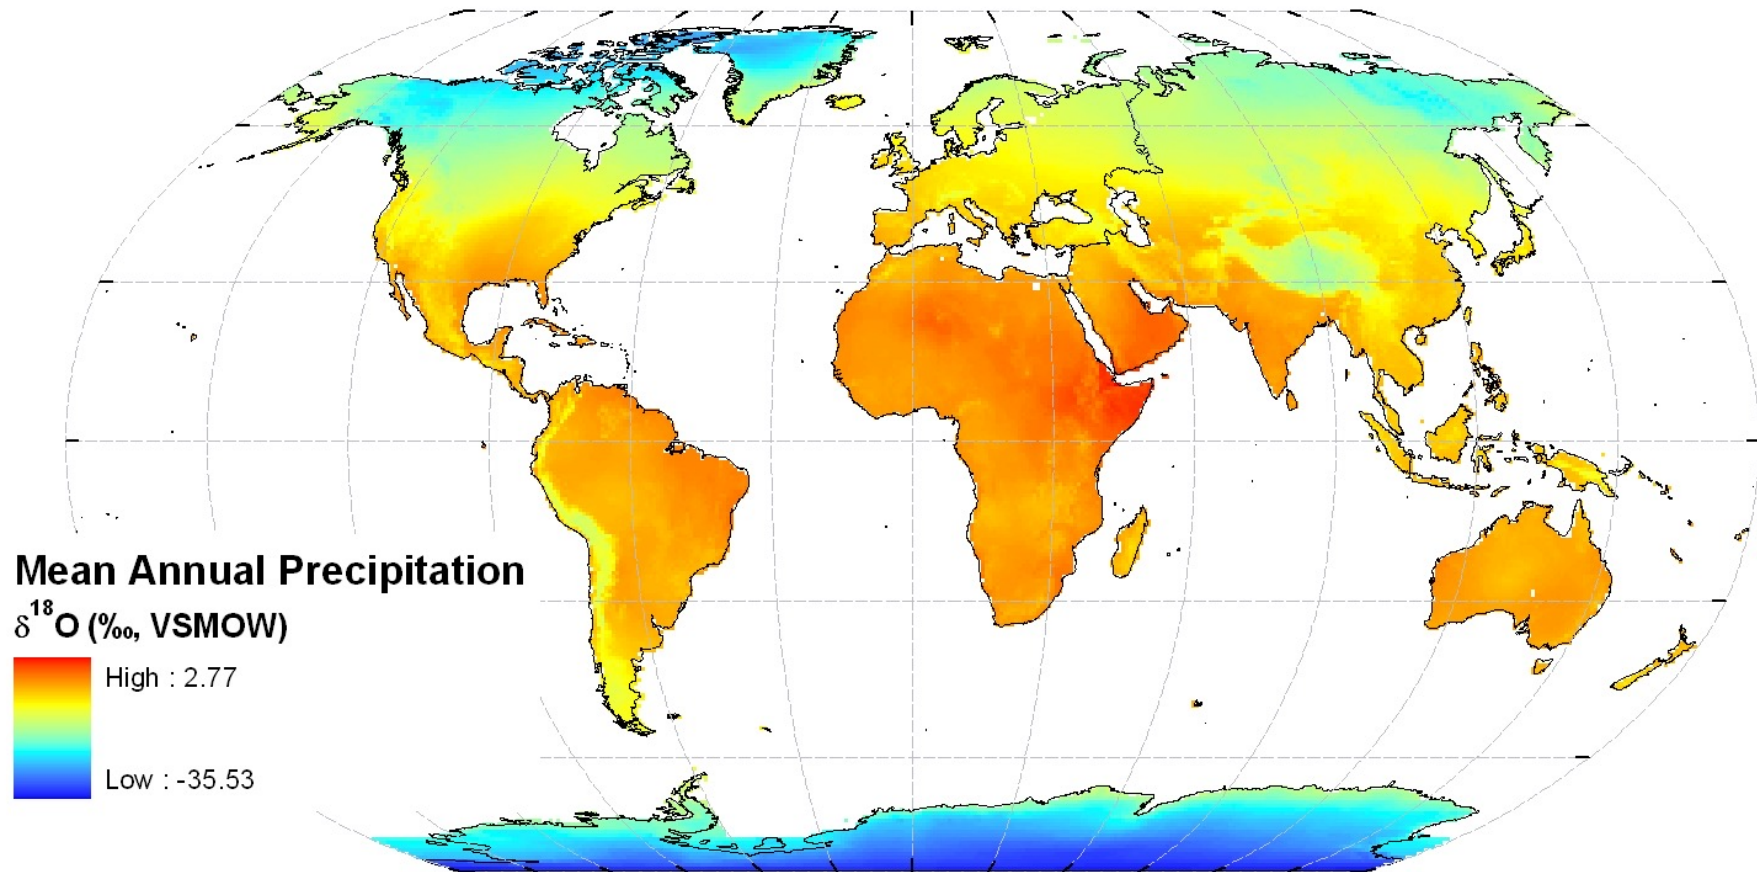 Mean Annual Precipitation
δ¹⁸O (‰, VSMOW)
High : 2.77
Low : -35.53